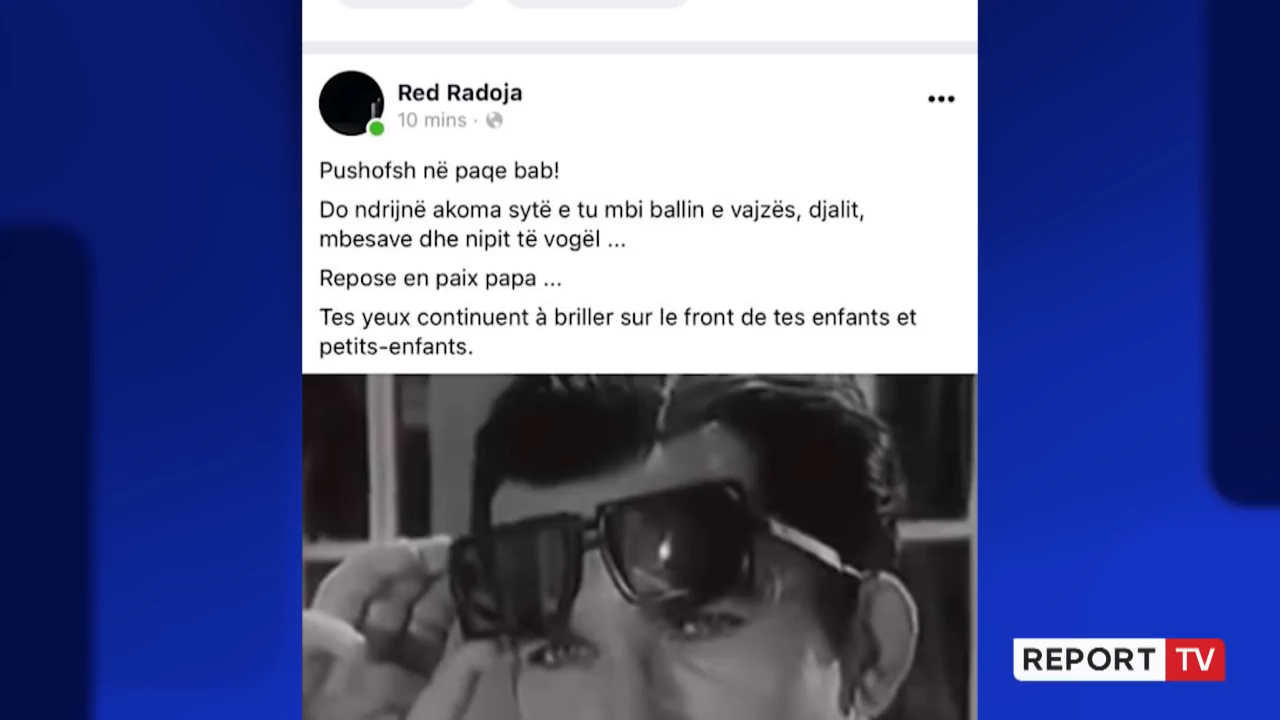 Red Radoja
10 mins ·
Pushofsh në paqe bab!
Do ndrijnë akoma sytë e tu mbi ballin e vajzës, djalit,
mbesave dhe nipit të vogël ...
Repose en paix papa ...
Tes yeux continuent à briller sur le front de tes enfants et
petits-enfants.
REPORT TV